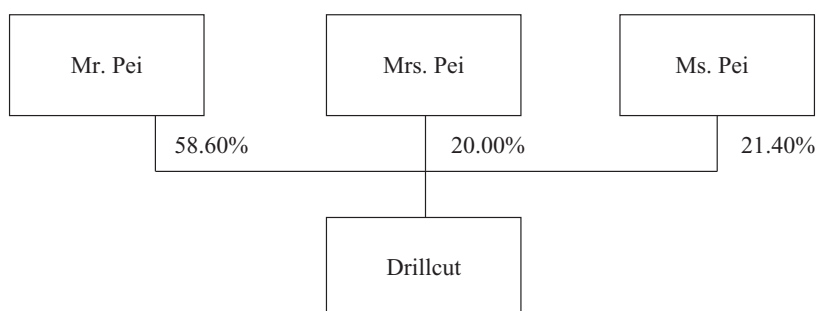 Mr. Pei
Mrs. Pei
Ms. Pei
58.60%
20.00%
21.40%
Drillcut